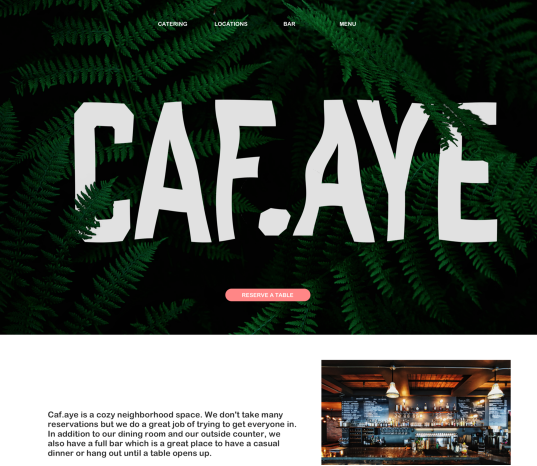 CATERING LOCATIONS BAR MENU
CAF.AYE
RESERVE A TABLE
Caf.aye is a cozy neighborhood space. We don't take many
reservations but we do a great job of trying to get everyone in.
In addition to our dining room and our outside counter, we
also have a full bar which is a great place to have a casual
dinner or hang out until a table opens up.